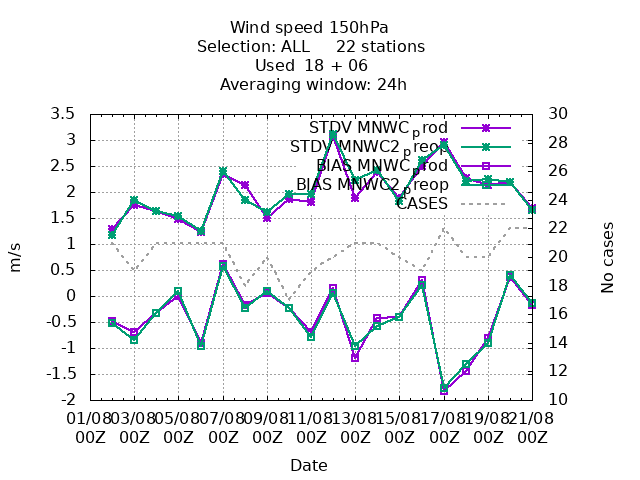 Wind speed 150hPa
Selection: ALL 22 stations
Used 18 + 06
Averaging window: 24h
3.5
3
2.5
2
1.5
1
0.5
0
-0.5
-1
-1.5
-2
m/s
30
28
26
24
22
20
18
16
14
12
10
No cases
STDV MNWC_prod
STDV MNWC2_preop
BIAS MNWC_prod
BIAS MNWC2_preop
CASES
01/08 03/08 05/08 07/08 09/08 11/08 13/08 15/08 17/08 19/08 21/08
00Z 00Z 00Z 00Z 00Z 00Z 00Z 00Z 00Z 00Z 00Z
Date